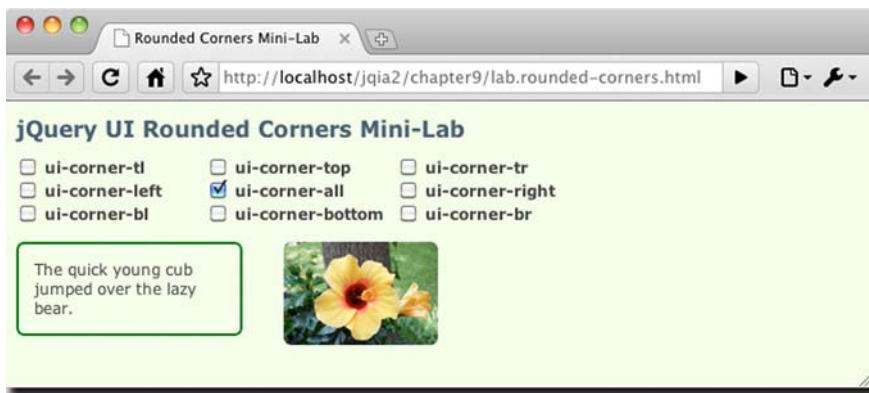 Rounded Corners Mini-Lab
http://localhost/jqia2/chapter9/lab.rounded-corners.html
jQuery UI Rounded Corners Mini-Lab
ui-corner-tl ui-corner-top ui-corner-tr
ui-corner-left ui-corner-all ui-corner-right
ui-corner-bl ui-corner-bottom ui-corner-br
The quick young cub
jumped over the lazy
bear.